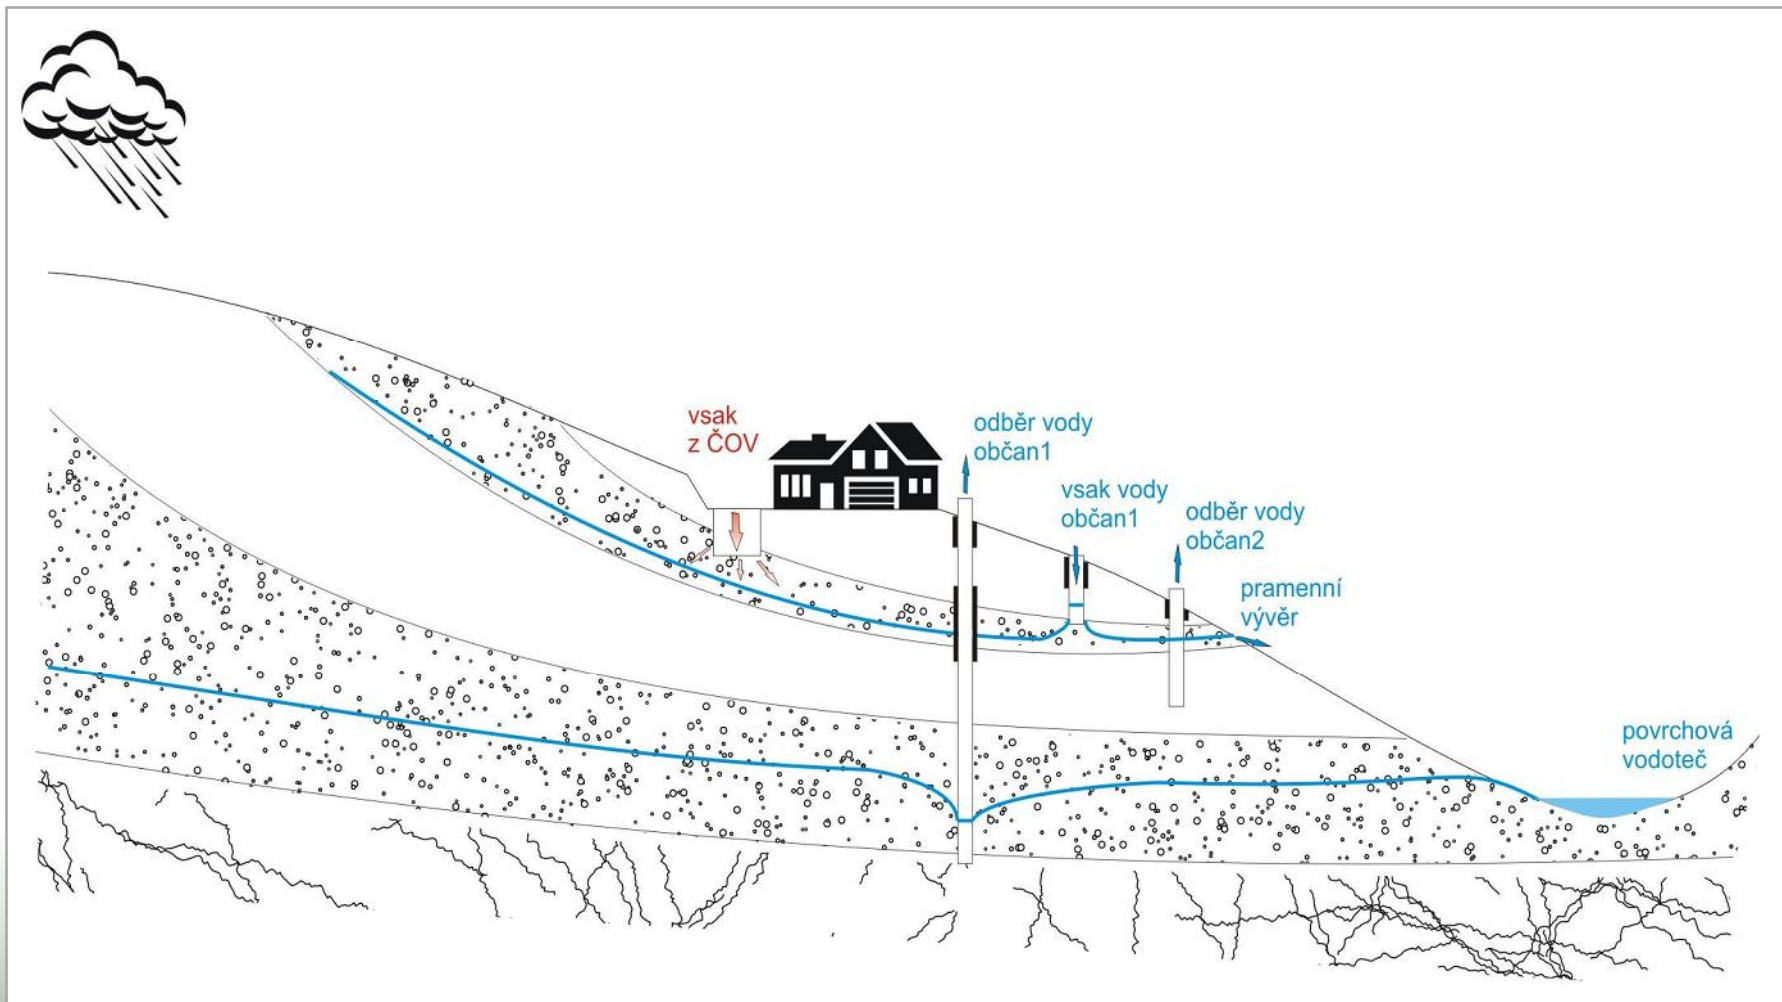 vsak
z ČOV
odběr vody
občan1
vsak vody
občan1
odběr vody
občan2
pramenní
vývěr
povrchová
vodoteč